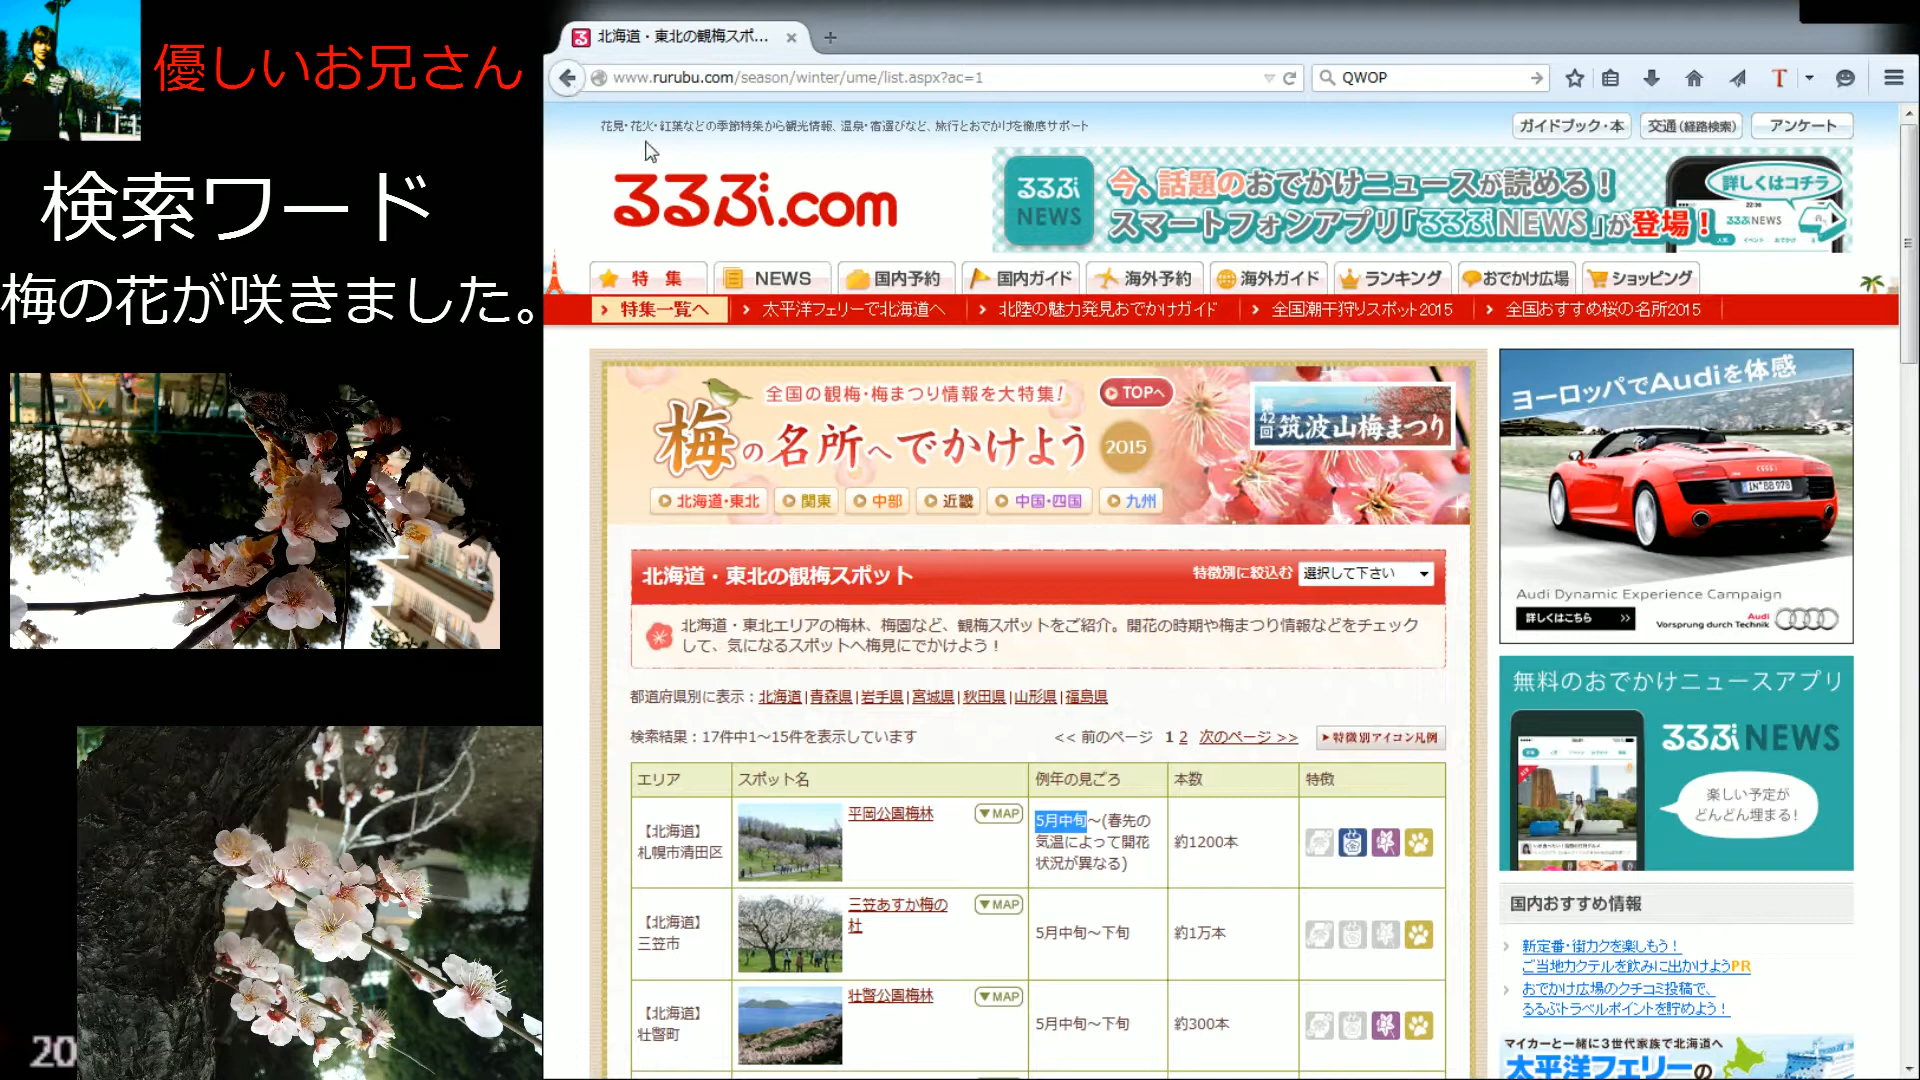 優しいお兄さん
検索ワード
梅の花が咲きました。
20
北海道・東北の観梅スポ...
www.rurubu.com/season/winter/ume/list.aspx?ac=1
QWOP
花見・花火・紅葉などの季節特集から観光情報、温泉・宿選びなど、旅行とおでかけを徹底サポート
ガイドブック・本
交通(経路検索)
アンケート
るるぶ.com
るるぶ NEWS
今、話題のおでかけニュースが読める！
スマートフォンアプリ「るるぶNEWS」が登場！
詳しくはコチラ
特 集
NEWS
国内予約
国内ガイド
海外予約
海外ガイド
ランキング
おでかけ広場
ショッピング
特集一覧へ
太平洋フェリーで北海道へ
北陸の魅力発見おでかけガイド
全国潮干狩りスポット2015
全国おすすめ桜の名所2015
全国の観梅・梅まつり情報を大特集！
TOPへ
梅の名所へでかけよう
2015
第42回 筑波山梅まつり
北海道・東北
関東
中部
近畿
中国・四国
九州
北海道・東北の観梅スポット
特徴別に絞込む
選択して下さい
北海道・東北エリアの梅林、梅園など、観梅スポットをご紹介。開花の時期や梅まつり情報などをチェック
して、気になるスポットへ梅見にでかけよう！
都道府県別に表示：北海道|青森県|岩手県|宮城県|秋田県|山形県|福島県
検索結果：17件中1～15件を表示しています
<< 前のページ 1 2 次のページ >>
特徴別アイコン凡例
エリア
スポット名
例年の見ごろ
本数
特徴
【北海道】
札幌市清田区
平岡公園梅林
▼MAP
5月中旬～(春先の
気温によって開花
状況が異なる)
約1200本
【北海道】
三笠市
三笠あすか梅の
杜
▼MAP
5月中旬～下旬
約1万本
【北海道】
壮瞥町
壮瞥公園梅林
▼MAP
5月中旬～下旬
約300本
ヨーロッパでAudiを体感
Audi Dynamic Experience Campaign
詳しくはこちら >>
Audi
Vorsprung durch Technik
無料のおでかけニュースアプリ
るるぶNEWS
楽しい予定が
どんどん埋まる！
国内おすすめ情報
新定番・街カクを楽しもう！
ご当地カクテルを飲みに出かけようPR
おでかけ広場のクチコミ投稿で、
るるぶトラベルポイントを貯めよう！
マイカーと一緒に3世代家族で北海道へ
太平洋フェリーの